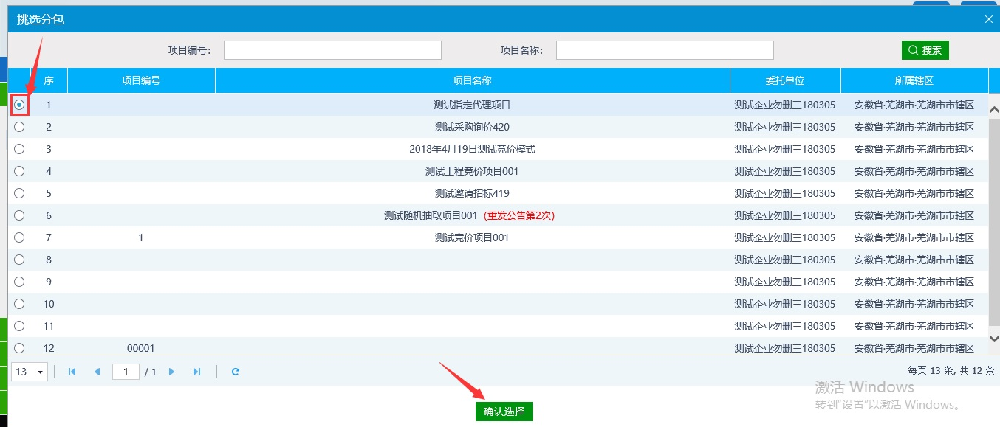 挑选分包
项目编号： 项目名称： 搜索
序 项目编号 项目名称 委托单位 所属辖区
1 测试指定代理项目 测试企业勿删三180305 安徽省·芜湖市·芜湖市市辖区
2 测试采购询价420 测试企业勿删三180305 安徽省·芜湖市·芜湖市市辖区
3 2018年4月19日测试竞价模式 测试企业勿删三180305 安徽省·芜湖市·芜湖市市辖区
4 测试工程竞价项目001 测试企业勿删三180305 安徽省·芜湖市·芜湖市市辖区
5 测试邀请招标419 测试企业勿删三180305 安徽省·芜湖市·芜湖市市辖区
6 测试随机抽取项目001（重发公告第2次） 测试企业勿删三180305 安徽省·芜湖市·芜湖市市辖区
7 1 测试竞价项目001 测试企业勿删三180305 安徽省·芜湖市·芜湖市市辖区
8 测试企业勿删三180305 安徽省·芜湖市·芜湖市市辖区
9 测试企业勿删三180305 安徽省·芜湖市·芜湖市市辖区
10 测试企业勿删三180305 安徽省·芜湖市·芜湖市市辖区
11 测试企业勿删三180305 安徽省·芜湖市·芜湖市市辖区
12 00001 测试企业勿删三180305 安徽省·芜湖市·芜湖市市辖区
13 1 / 1 每页 13 条, 共 12 条
激活 Windows
转到"设置"以激活 Windows。
确认选择